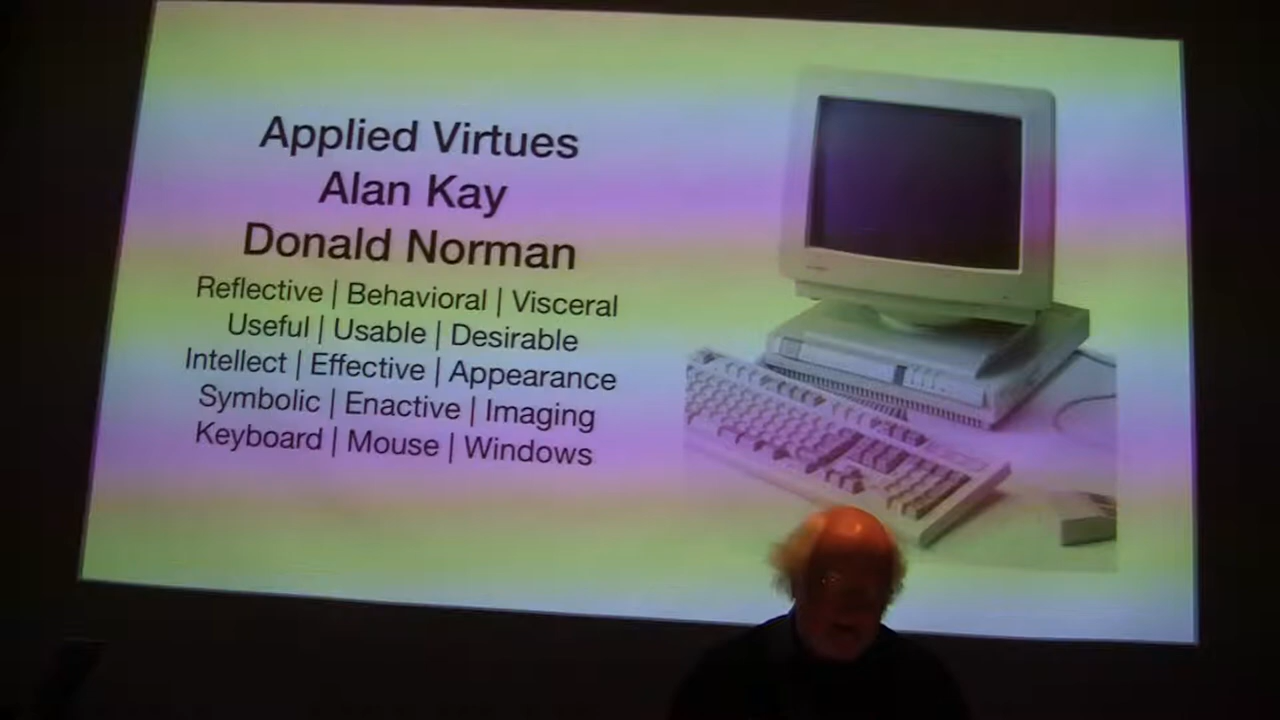 Applied Virtues
Alan Kay
Donald Norman
Reflective | Behavioral | Visceral
Useful | Usable | Desirable
Intellect | Effective | Appearance
Symbolic | Enactive | Imaging
Keyboard | Mouse | Windows